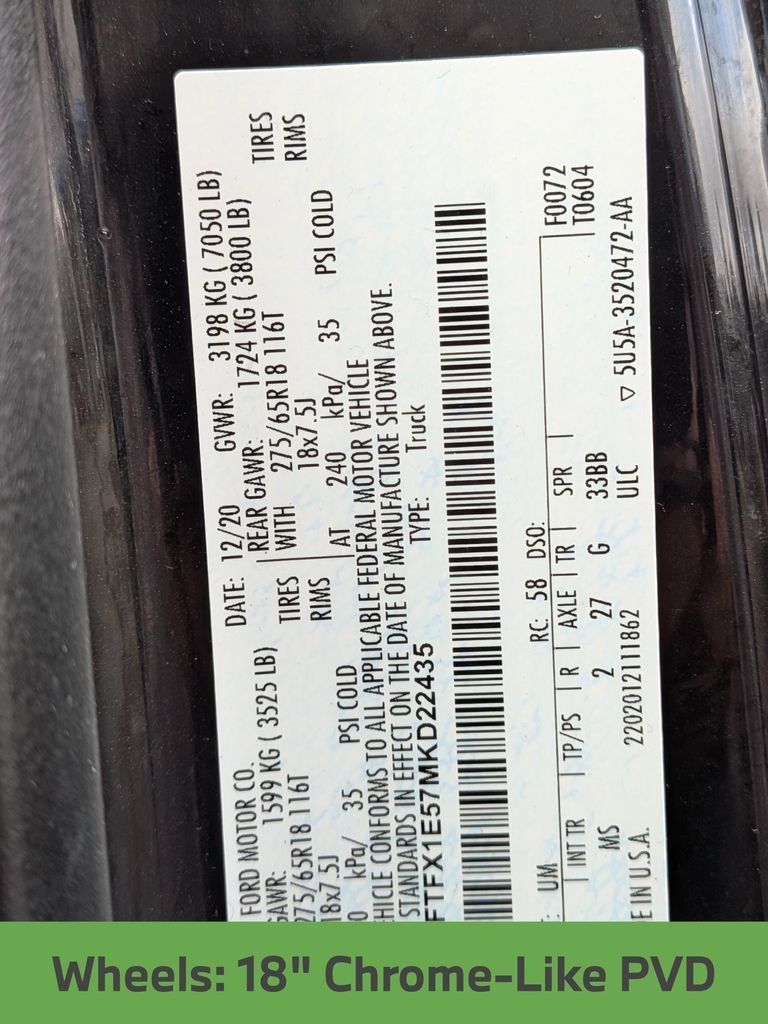 FORD MOTOR CO. DATE: 12/20 GVWR: 3198 KG ( 7050 LB)
GAWR: 1599 KG ( 3525 LB) REAR GAWR: 1724 KG ( 3800 LB)
275/65R18 116T TIRES WITH 275/65R18 116T TIRES
18x7.5J RIMS 18x7.5J RIMS
0 kPa/ 35 PSI COLD AT 240 kPa/ 35 PSI COLD
EHICLE CONFORMS TO ALL APPLICABLE FEDERAL MOTOR VEHICLE
STANDARDS IN EFFECT ON THE DATE OF MANUFACTURE SHOWN ABOVE.
FTFX1E57MKD22435 TYPE: Truck
F0072
T0604
: UM RC: 58 DSO:
INT TR TP/PS R AXLE TR SPR
MS 2 27 G 33BB
2202012111862 ULC
E IN U.S.A. ▽ 5U5A-3520472-AA
Wheels: 18" Chrome-Like PVD